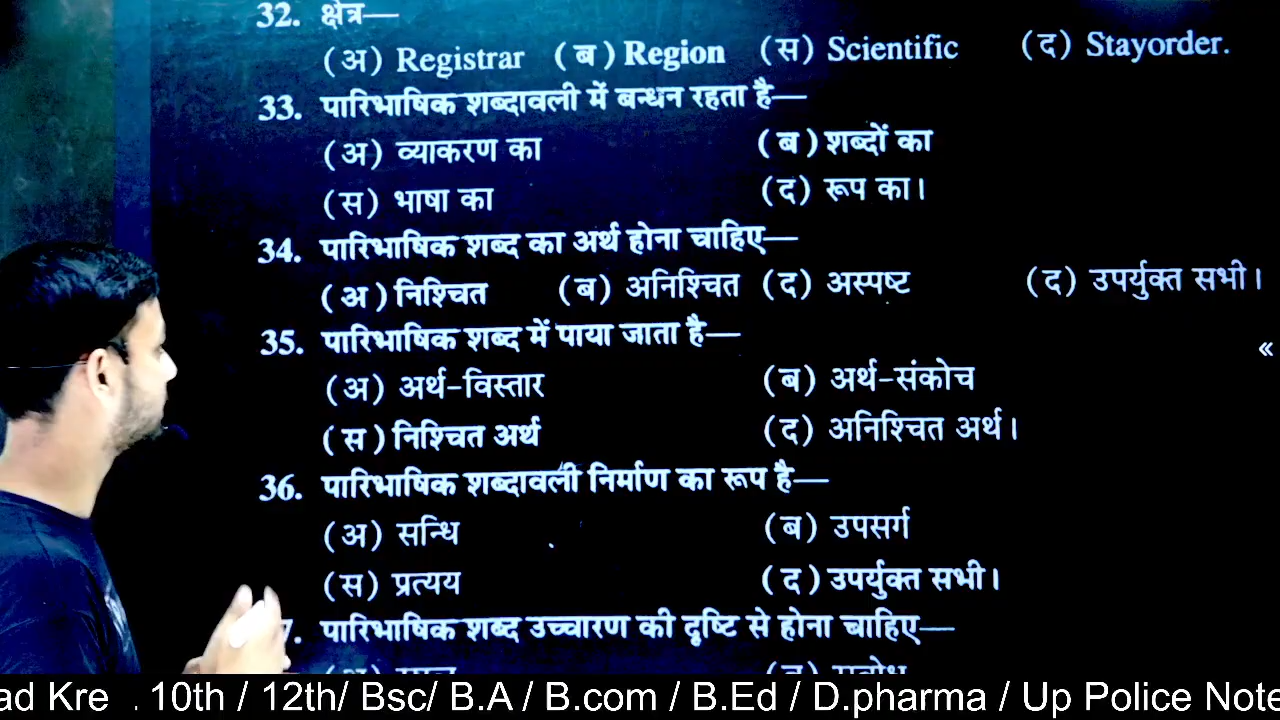 32. क्षेत्र—
(अ) Registrar (ब) Region (स) Scientific (द) Stayorder.
33. पारिभाषिक शब्दावली में बन्धन रहता है—
(अ) व्याकरण का (ब) शब्दों का
(स) भाषा का (द) रूप का।
34. पारिभाषिक शब्द का अर्थ होना चाहिए—
(अ) निश्चित (ब) अनिश्चित (द) अस्पष्ट (द) उपर्युक्त सभी।
35. पारिभाषिक शब्द में पाया जाता है—
(अ) अर्थ-विस्तार (ब) अर्थ-संकोच
«
(स) निश्चित अर्थ (द) अनिश्चित अर्थ।
36. पारिभाषिक शब्दावली निर्माण का रूप है—
(अ) सन्धि (ब) उपसर्ग
(स) प्रत्यय (द) उपर्युक्त सभी।
पारिभाषिक शब्द उच्चारण की दृष्टि से होना चाहिए—
ad Kre . 10th / 12th/ Bsc/ B.A / B.com / B.Ed / D.pharma / Up Police Note